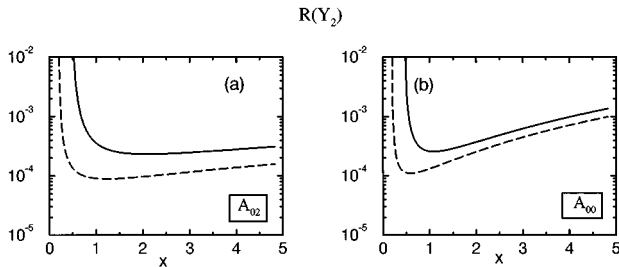 R(Y₂)
10⁻² 10⁻²
(a) (b)
10⁻³ 10⁻³
10⁻⁴ 10⁻⁴
A₀₂ A₀₀
10⁻⁵ 10⁻⁵
0 1 2 3 4 5 0 1 2 3 4 5
x x